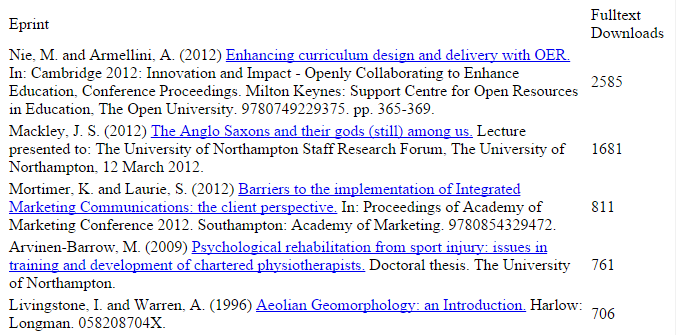 Eprint
Fulltext
Downloads
Nie, M. and Armellini, A. (2012) Enhancing curriculum design and delivery with OER.
In: Cambridge 2012: Innovation and Impact - Openly Collaborating to Enhance
Education, Conference Proceedings. Milton Keynes: Support Centre for Open Resources
in Education, The Open University. 9780749229375. pp. 365-369.
2585
Mackley, J. S. (2012) The Anglo Saxons and their gods (still) among us. Lecture
presented to: The University of Northampton Staff Research Forum, The University of
Northampton, 12 March 2012.
1681
Mortimer, K. and Laurie, S. (2012) Barriers to the implementation of Integrated
Marketing Communications: the client perspective. In: Proceedings of Academy of
Marketing Conference 2012. Southampton: Academy of Marketing. 9780854329472.
811
Arvinen-Barrow, M. (2009) Psychological rehabilitation from sport injury: issues in
training and development of chartered physiotherapists. Doctoral thesis. The University
of Northampton.
761
Livingstone, I. and Warren, A. (1996) Aeolian Geomorphology: an Introduction. Harlow:
Longman. 058208704X.
706